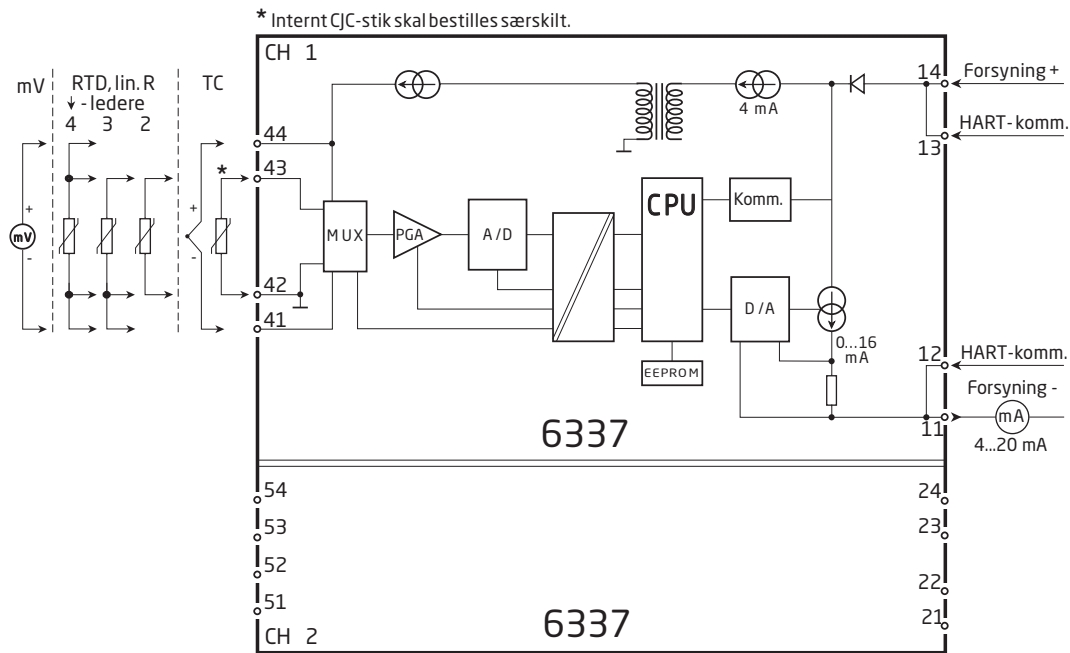 * Internt CJC-stik skal bestilles særskilt.
CH 1
mV
RTD, lin. R
- ledere
4 3 2
TC
44
43
*
42
41
+
mV
-
+
-
MUX
PGA
A/D
CPU
Komm.
D/A
EEPROM
4 mA
0...16
mA
14
Forsyning +
HART-komm.
13
12
HART-komm.
Forsyning -
11
mA
4...20 mA
6337
54
53
52
51
24
23
22
21
6337
CH 2